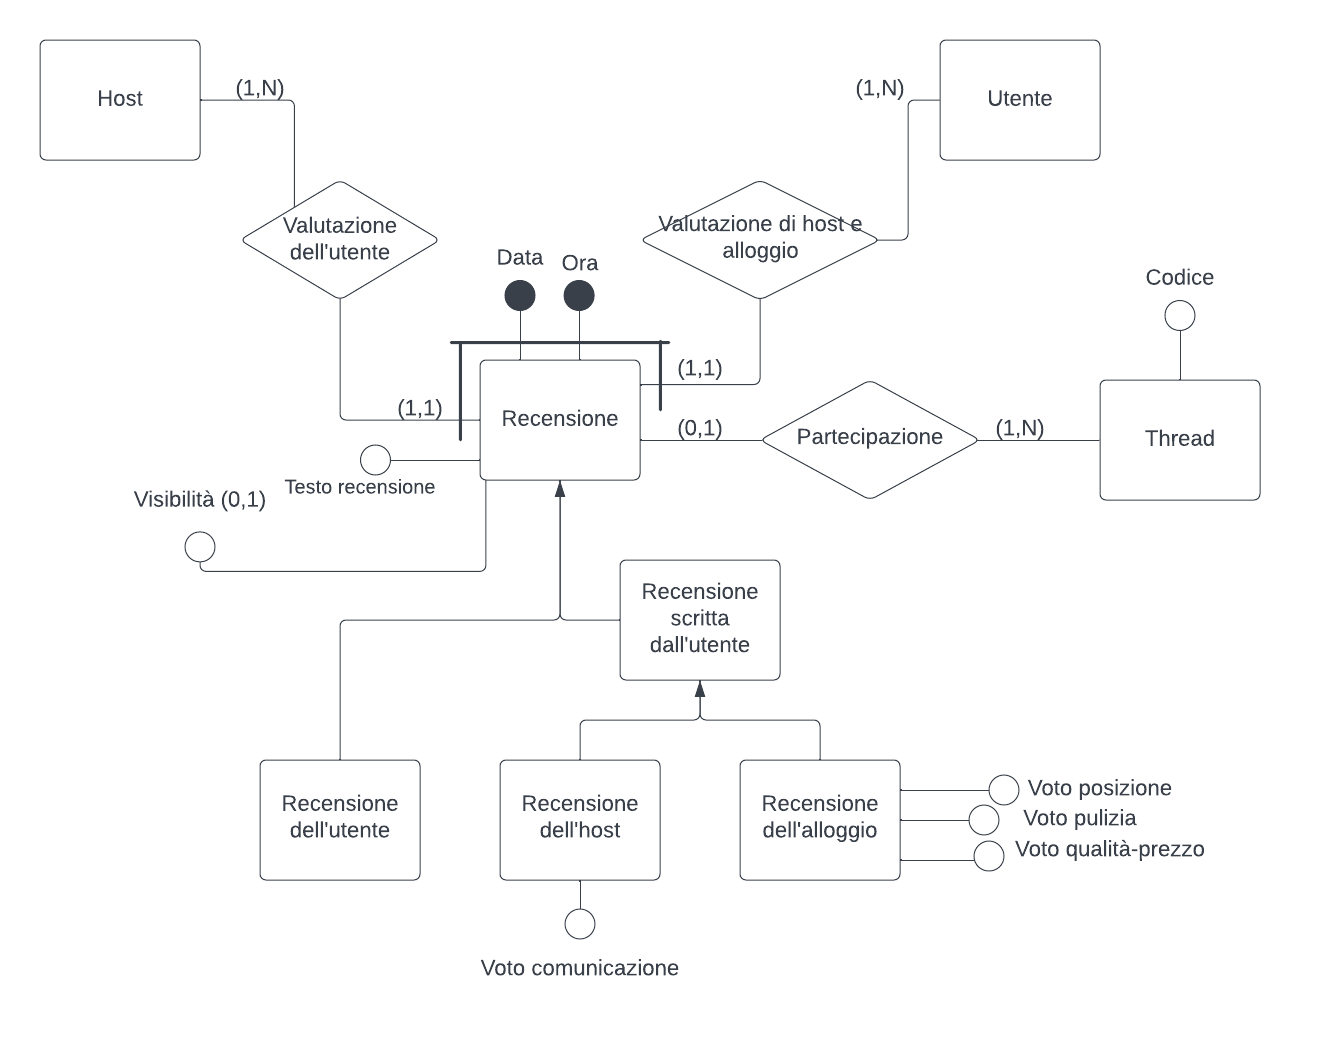 Host
(1,N)
(1,N)
Utente
Valutazione
dell'utente
Valutazione di host e
alloggio
Data
Ora
Codice
(1,1)
(1,1)
Recensione
(0,1)
Partecipazione
(1,N)
Thread
Testo recensione
Visibilità (0,1)
Recensione
scritta
dall'utente
Recensione
dell'utente
Recensione
dell'host
Recensione
dell'alloggio
Voto posizione
Voto pulizia
Voto qualità-prezzo
Voto comunicazione